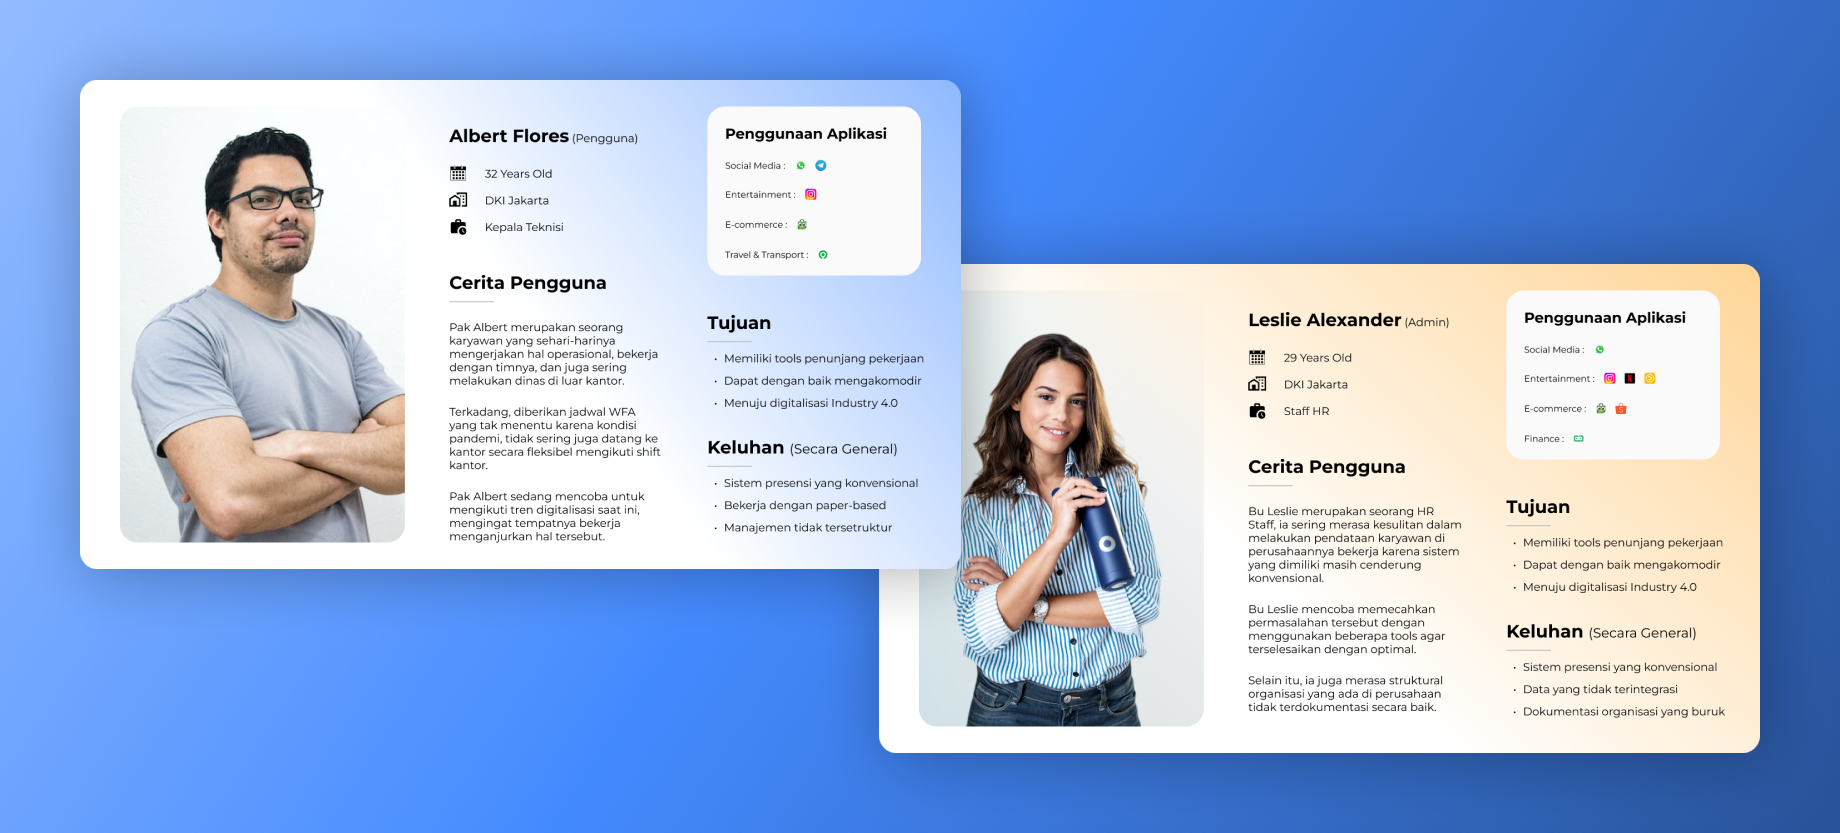 Albert Flores (Pengguna)
32 Years Old
DKI Jakarta
Kepala Teknisi
Cerita Pengguna
Pak Albert merupakan seorang
karyawan yang sehari-harinya
mengerjakan hal operasional, bekerja
dengan timnya, dan juga sering
melakukan dinas di luar kantor.
Terkadang, diberikan jadwal WFA
yang tak menentu karena kondisi
pandemi, tidak sering juga datang ke
kantor secara fleksibel mengikuti shift
kantor.
Pak Albert sedang mencoba untuk
mengikuti tren digitalisasi saat ini,
mengingat tempatnya bekerja
menganjurkan hal tersebut.
Penggunaan Aplikasi
Social Media :
Entertainment :
E-commerce :
Travel & Transport :
Tujuan
• Memiliki tools penunjang pekerjaan
• Dapat dengan baik mengakomodir
• Menuju digitalisasi Industry 4.0
Keluhan (Secara General)
• Sistem presensi yang konvensional
• Bekerja dengan paper-based
• Manajemen tidak tersetruktur
Leslie Alexander (Admin)
29 Years Old
DKI Jakarta
Staff HR
Cerita Pengguna
Bu Leslie merupakan seorang HR
Staff, ia sering merasa kesulitan dalam
melakukan pendataan karyawan di
perusahaannya bekerja karena sistem
yang dimiliki masih cenderung
konvensional.
Bu Leslie mencoba memecahkan
permasalahan tersebut dengan
menggunakan beberapa tools agar
terselesaikan dengan optimal.
Selain itu, ia juga merasa struktural
organisasi yang ada di perusahaan
tidak terdokumentasi secara baik.
Penggunaan Aplikasi
Social Media :
Entertainment :
E-commerce :
Finance :
Tujuan
• Memiliki tools penunjang pekerjaan
• Dapat dengan baik mengakomodir
• Menuju digitalisasi Industry 4.0
Keluhan (Secara General)
• Sistem presensi yang konvensional
• Data yang tidak terintegrasi
• Dokumentasi organisasi yang buruk